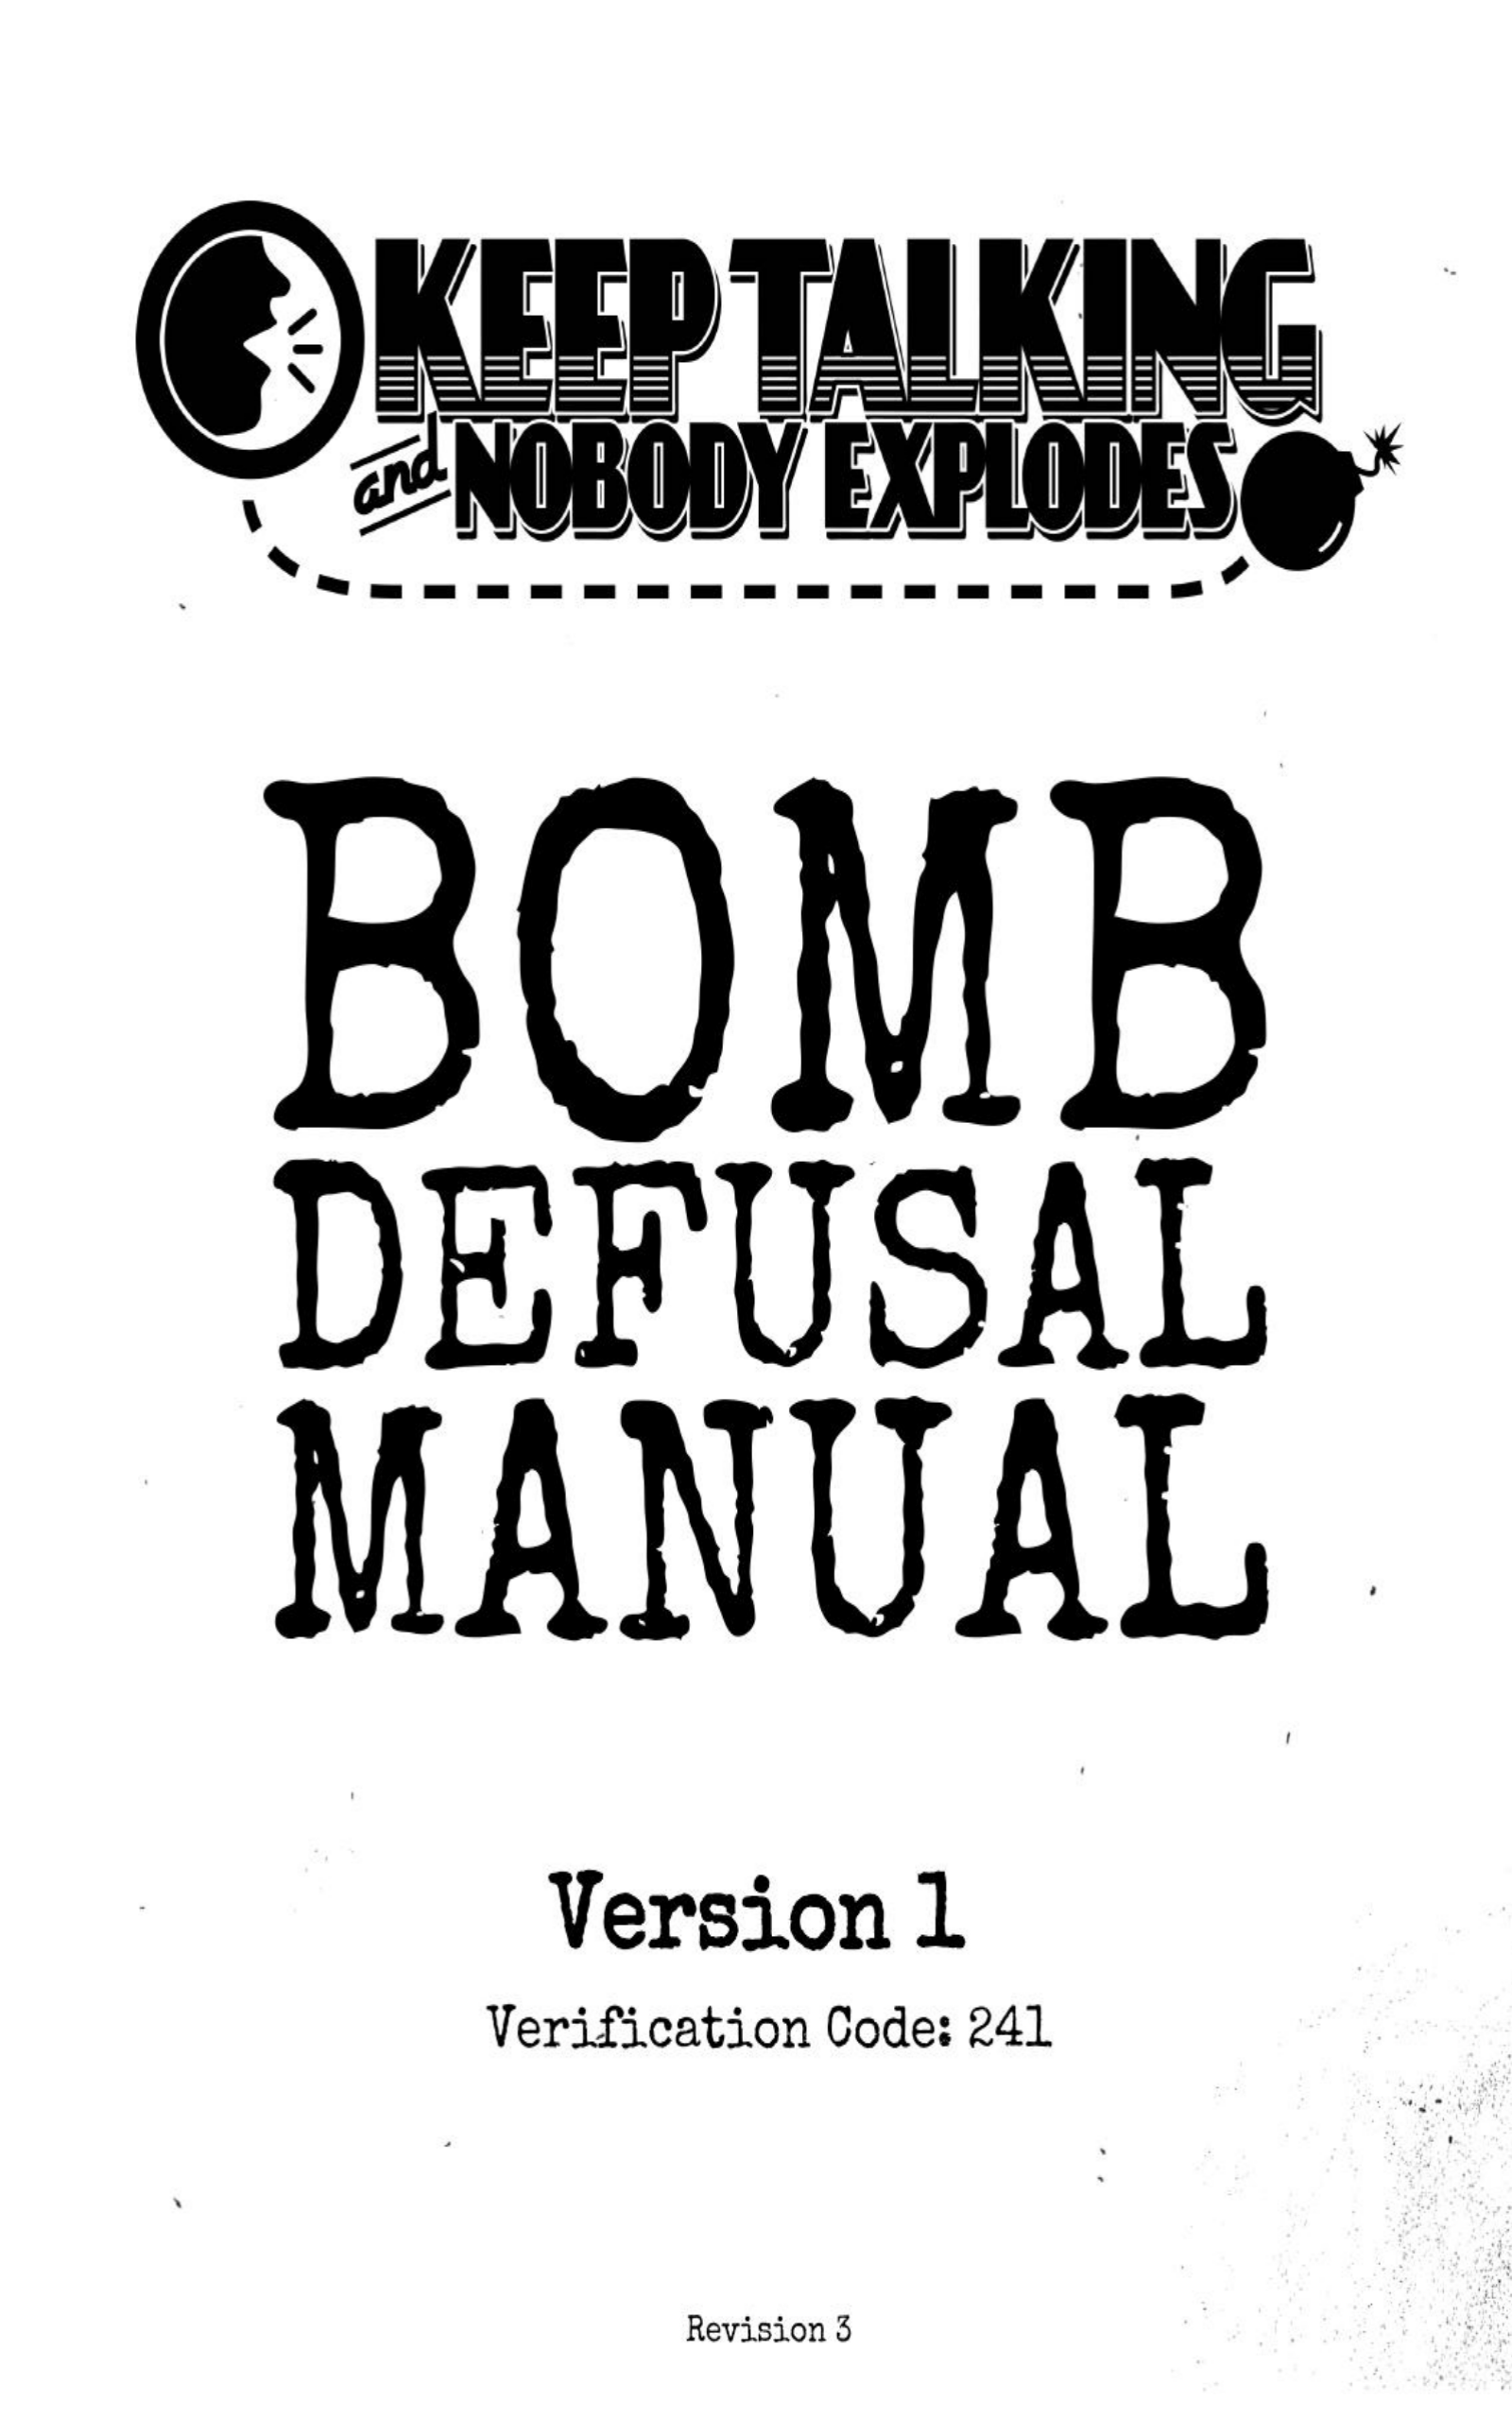 KEEP TALKING
and NOBODY EXPLODES
BOMB
DEFUSAL
MANUAL
Version 1
Verification Code: 241
Revision 3